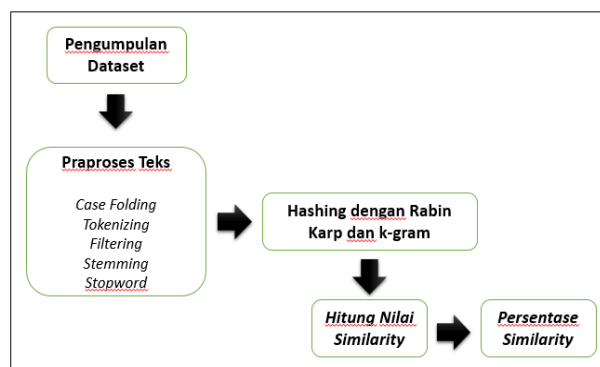 Pengumpulan
Dataset
Praproses Teks
Case Folding
Tokenizing
Filtering
Stemming
Stopword
Hashing dengan Rabin
Karp dan k-gram
Hitung Nilai
Similarity
Persentase
Similarity